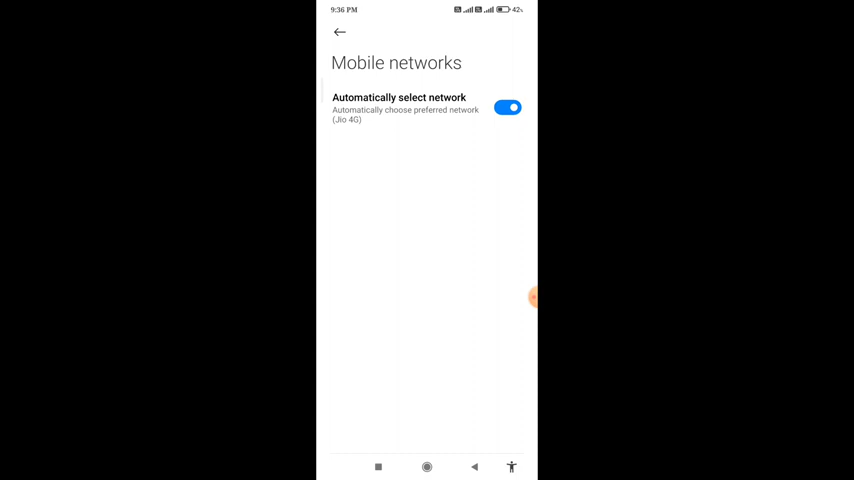 9:36 PM 42%
Mobile networks
Automatically select network
Automatically choose preferred network
(Jio 4G)